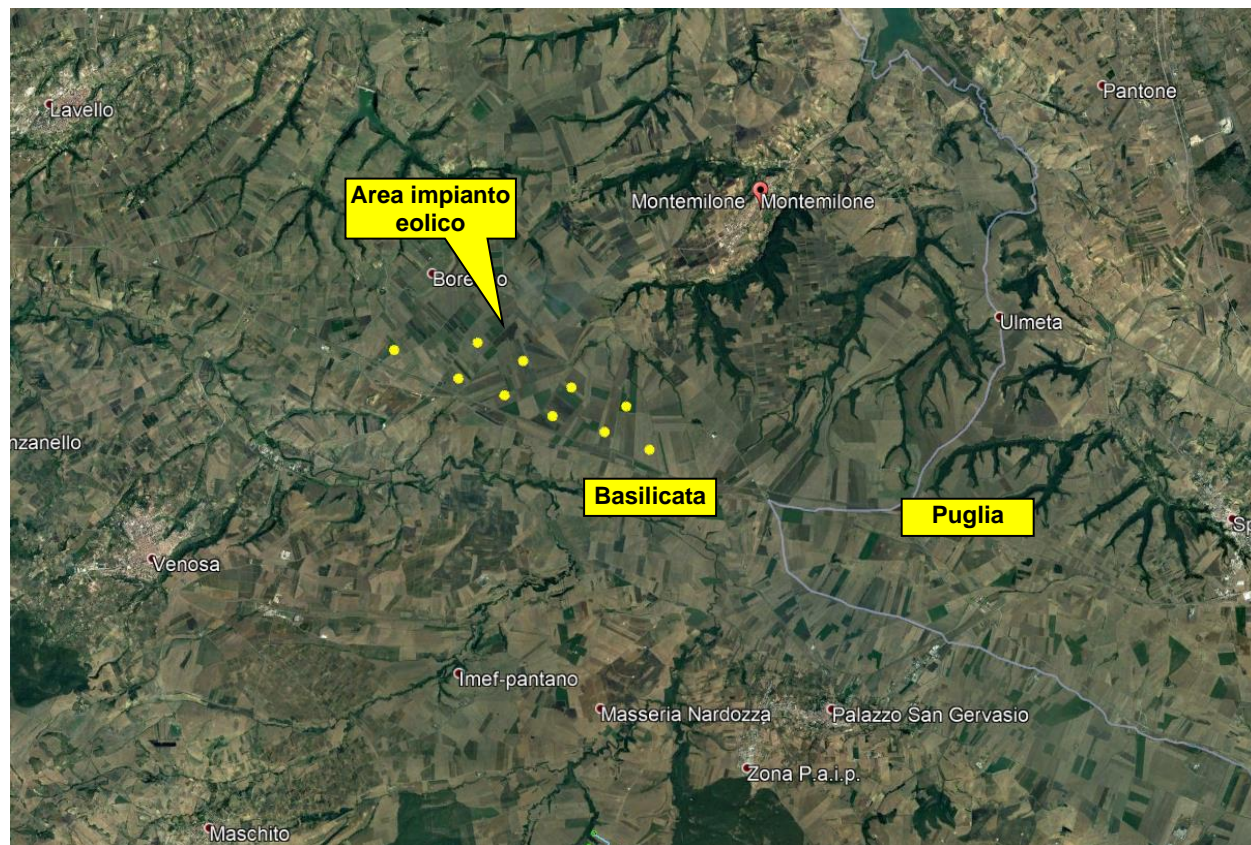 Lavello
Pantone
Area impianto
eolico
Montemilone
Montemilone
Ulmeta
nzanello
Basilicata
Puglia
Sp
Venosa
Imef-pantano
Masseria Nardozza
Palazzo San Gervasio
Zona P.a.i.p.
Maschito